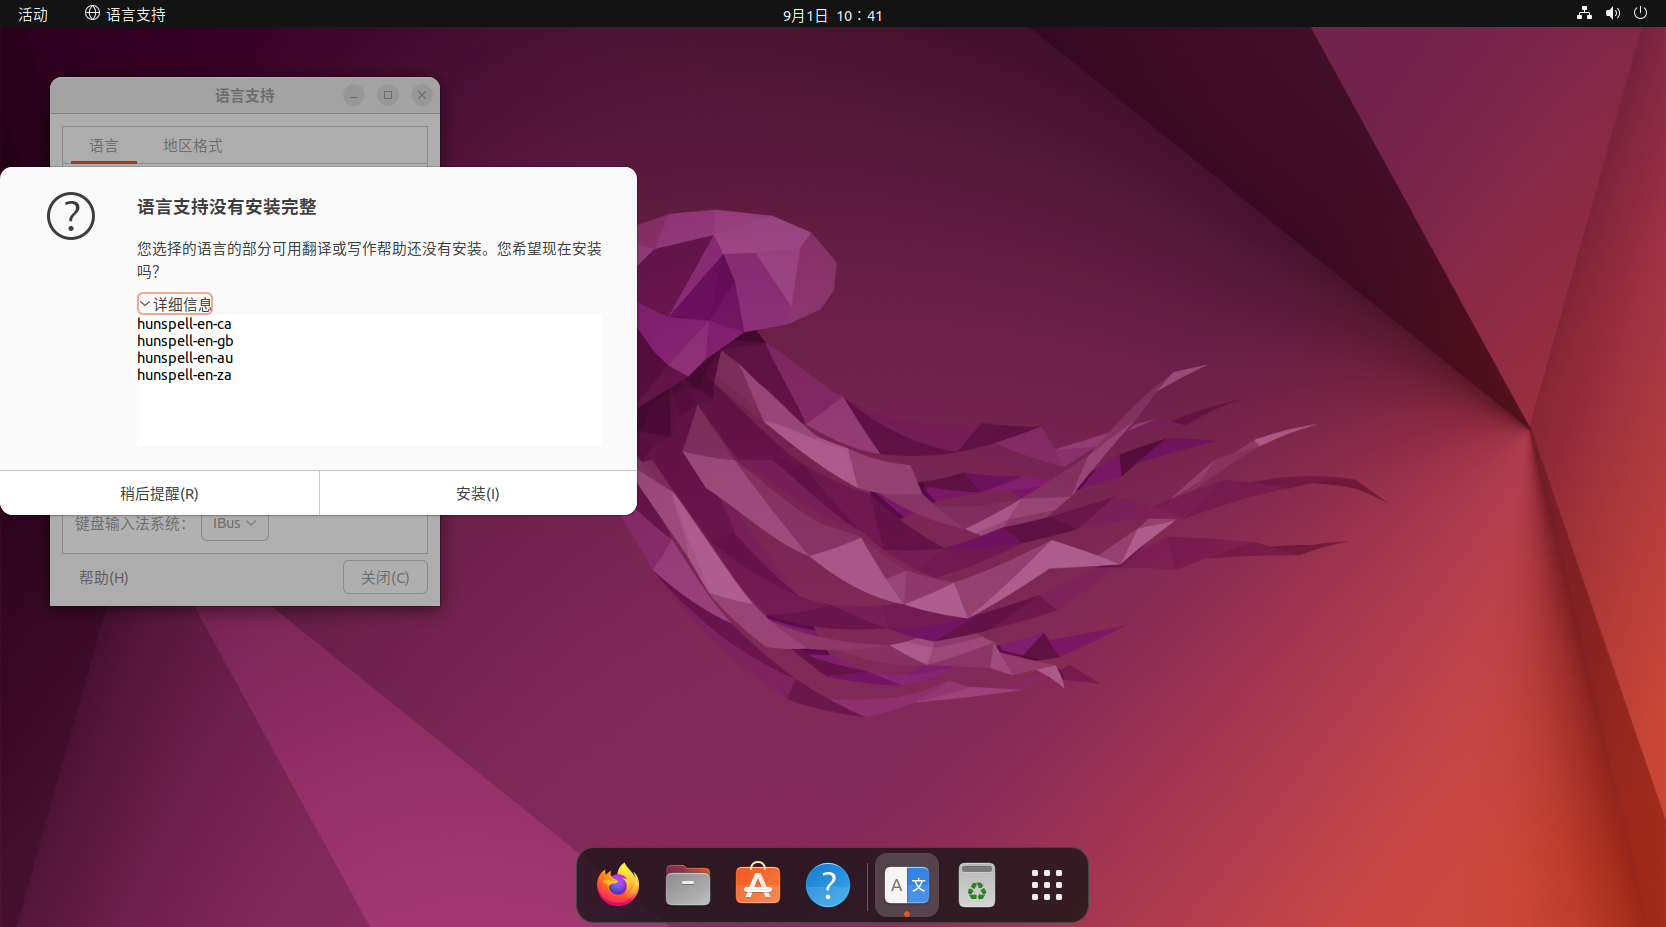 活动
语言支持
9月1日 10：41
语言支持
语言
地区格式
语言支持没有安装完整
您选择的语言的部分可用翻译或写作帮助还没有安装。您希望现在安装
吗?
详细信息
hunspell-en-ca
hunspell-en-gb
hunspell-en-au
hunspell-en-za
稍后提醒(R)
安装(I)
键盘输入法系统：
IBus
帮助(H)
关闭(C)
A 文